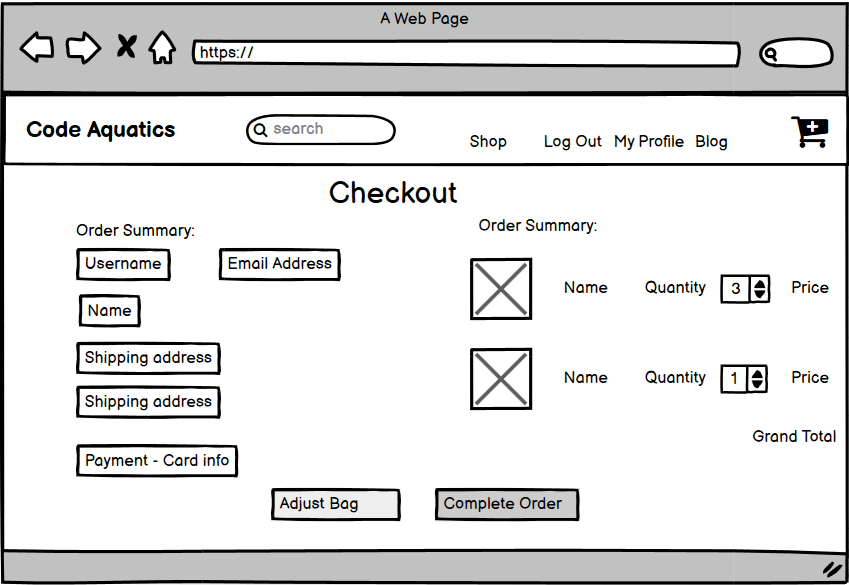 A Web Page
https://
Code Aquatics
search
Shop
Log Out
My Profile
Blog
Checkout
Order Summary:
Username
Email Address
Name
Shipping address
Shipping address
Payment - Card info
Order Summary:
Name Quantity 3 Price
Name Quantity 1 Price
Grand Total
Adjust Bag
Complete Order